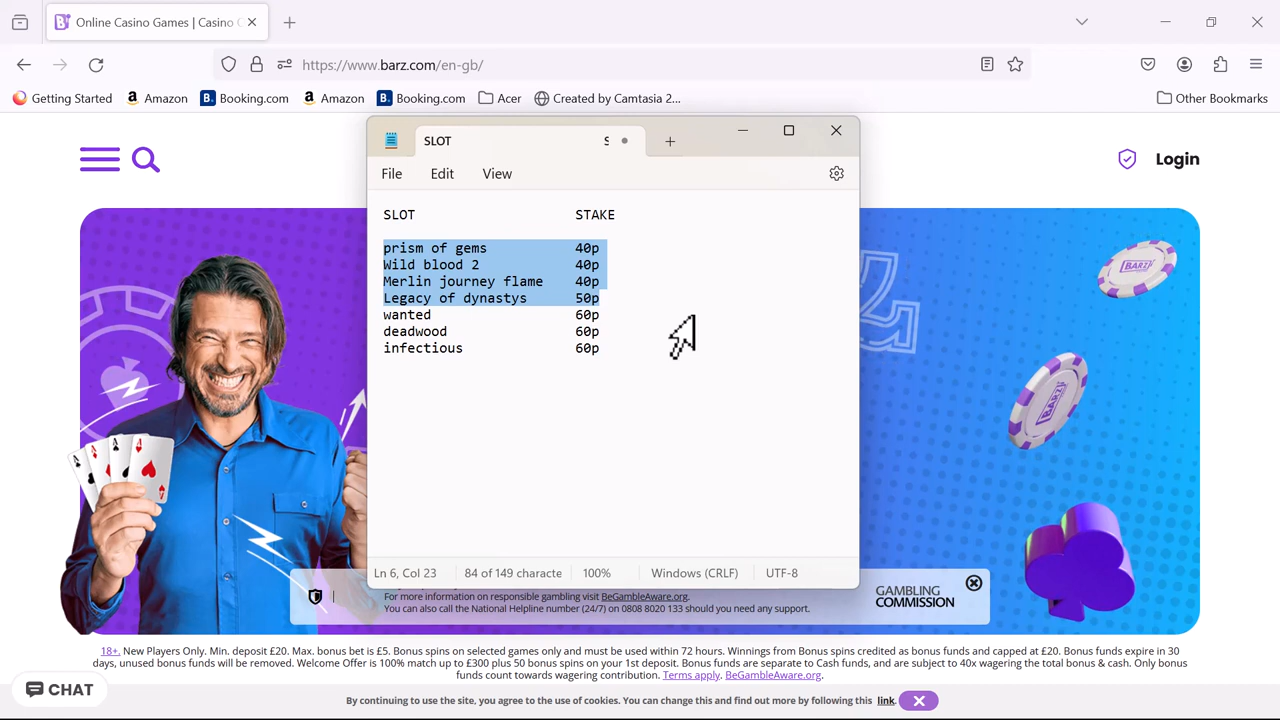 Online Casino Games | Casino
https://www.barz.com/en-gb/
Getting Started
Amazon
Booking.com
Amazon
Booking.com
Acer
Created by Camtasia 2...
Other Bookmarks
Login
SLOT
S
File
Edit
View
SLOT STAKE
prism of gems 40p
Wild blood 2 40p
Merlin journey flame 40p
Legacy of dynastys 50p
wanted 60p
deadwood 60p
infectious 60p
BARZ
BARZ
Ln 6, Col 23
84 of 149 characte
100%
Windows (CRLF)
UTF-8
For more information on responsible gambling visit BeGambleAware.org.
You can also call the National Helpline number (24/7) on 0808 8020 133 should you need any support.
GAMBLING
COMMISSION
18+. New Players Only. Min. deposit £20. Max. bonus bet is £5. Bonus spins on selected games only and must be used within 72 hours. Winnings from Bonus spins credited as bonus funds and capped at £20. Bonus funds expire in 30
days, unused bonus funds will be removed. Welcome Offer is 100% match up to £300 plus 50 bonus spins on your 1st deposit. Bonus funds are separate to Cash funds, and are subject to 40x wagering the total bonus & cash. Only bonus
funds count towards wagering contribution. Terms apply. BeGambleAware.org.
CHAT
By continuing to use the site, you agree to the use of cookies. You can change this and find out more by following this link.